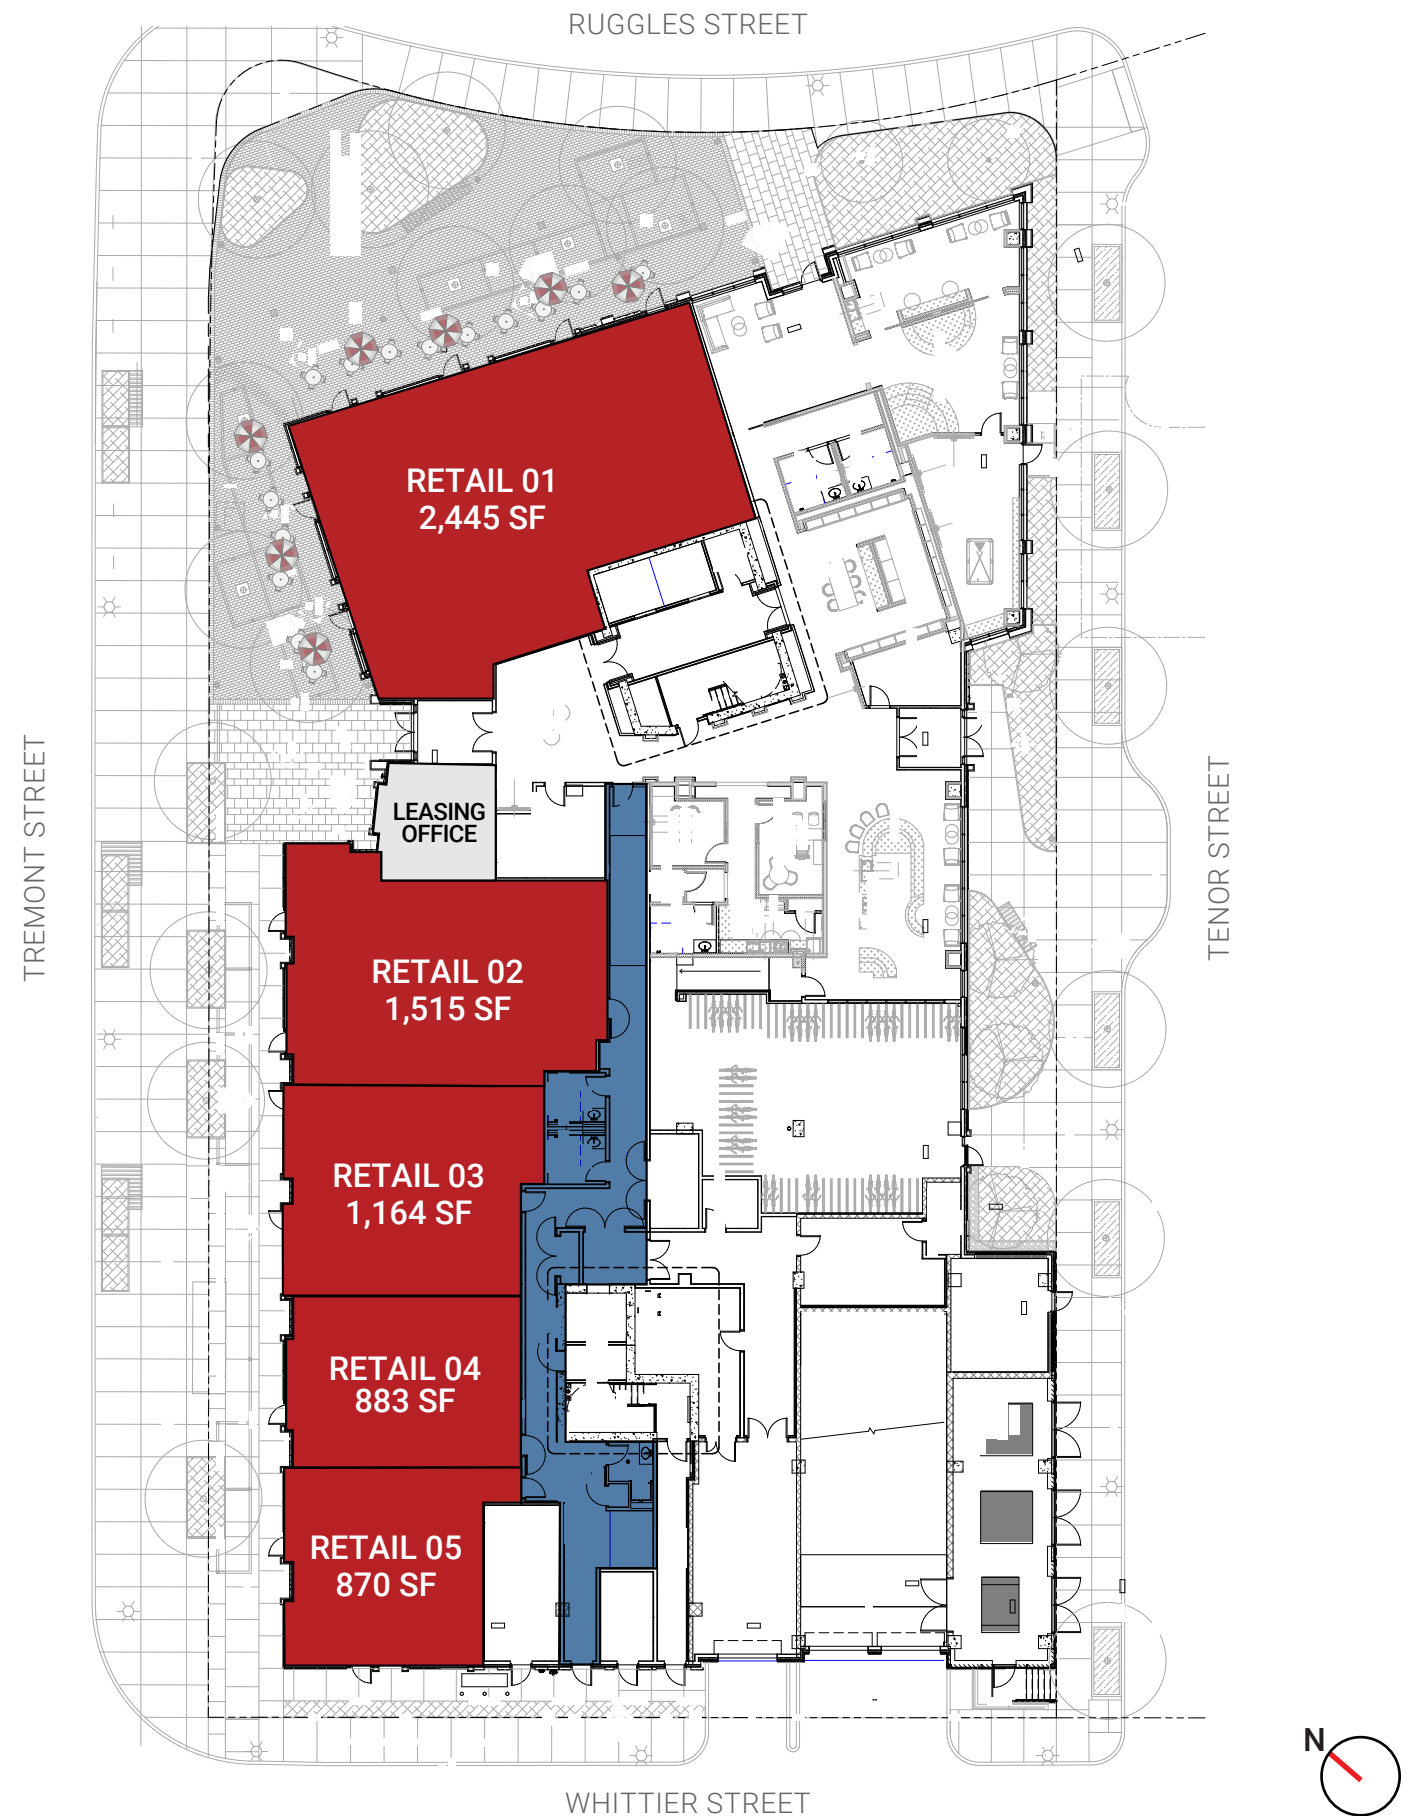 RUGGLES STREET
RETAIL 01
2,445 SF
TREMONT STREET
TENOR STREET
LEASING
OFFICE
RETAIL 02
1,515 SF
RETAIL 03
1,164 SF
RETAIL 04
883 SF
RETAIL 05
870 SF
N
WHITTIER STREET